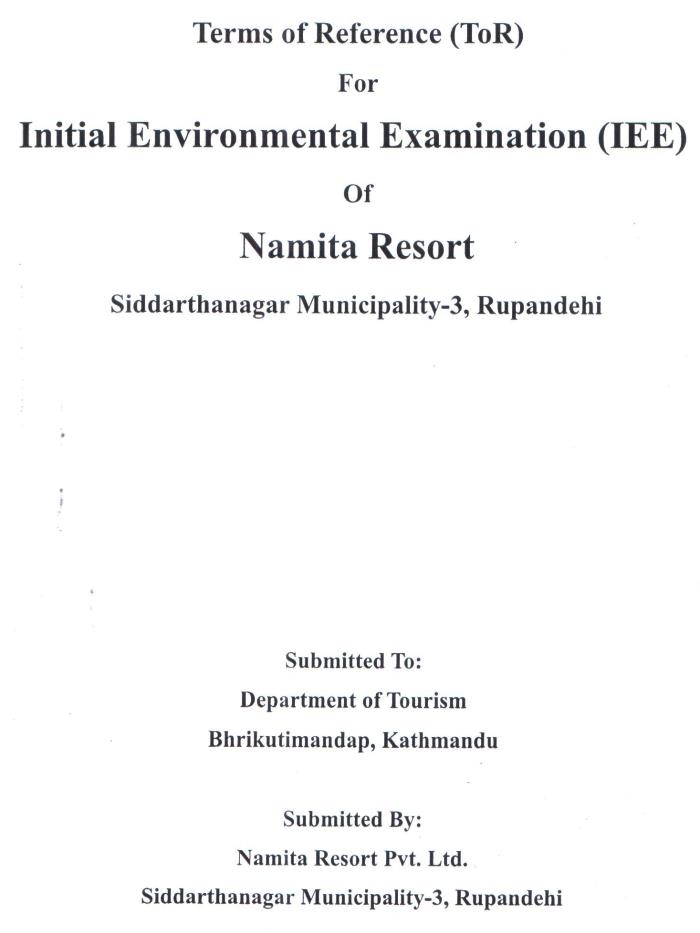 Terms of Reference (ToR)
For
Initial Environmental Examination (IEE)
Of
Namita Resort
Siddarthanagar Municipality-3, Rupandehi
Submitted To:
Department of Tourism
Bhrikutimandap, Kathmandu
Submitted By:
Namita Resort Pvt. Ltd.
Siddarthanagar Municipality-3, Rupandehi